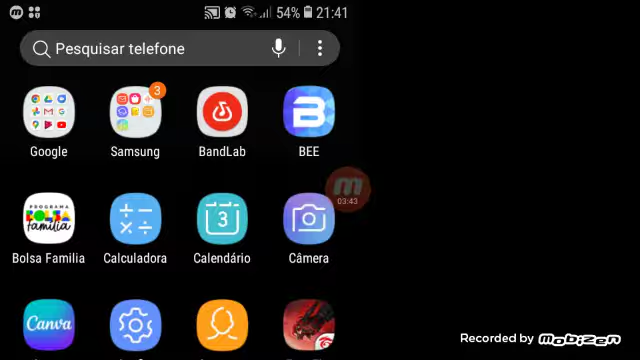 54% 21:41
Pesquisar telefone
3
Google Samsung BandLab BEE
03:43
PROGRAMA
BOLSA
família
3
Bolsa Familia Calculadora Calendário Câmera
Canva
Recorded by mobizen